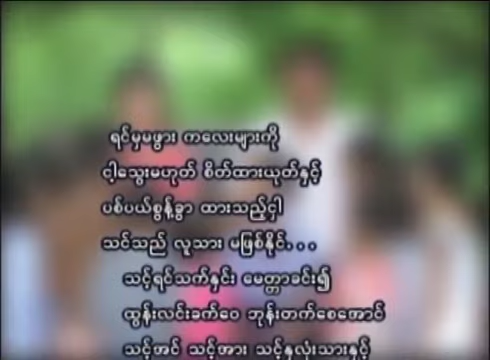 ရင်မှမဖွား ကလေးများကို
ငါ့သွေးမဟုတ် စိတ်ထားယုတ်နှင့်
ပစ်ပယ်စွန့်ခွာ ထားသည့်ငှါ
သင်သည် လူသား မဖြစ်နိုင်...
သင့်ရင်သက်နှင်း မေတ္တာခင်း၍
ထွန်းလင်းခက်ဝေ ဘုန်းတက်စေအောင်
သင့်အင် သင့်အား သင့်နှလုံးသားနှင့်